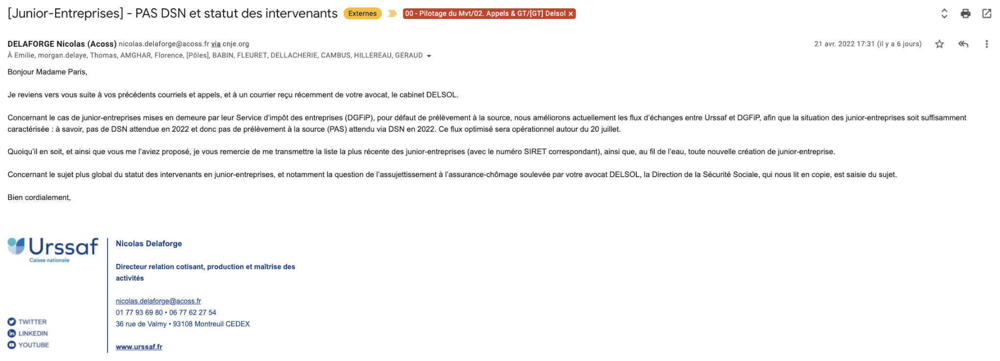 [Junior-Entreprises] - PAS DSN et statut des intervenants Externes 00 - Pilotage du Mvt/02. Appels & GT/[GT] Delsol ×
DELAFORGE Nicolas (Acoss) nicolas.delaforge@acoss.fr via cnje.org 21 avr. 2022 17:31 (il y a 6 jours)
À Emilie, morgan.delaye, Thomas, AMGHAR, Florence, [Pôles], BABIN, FLEURET, DELLACHERIE, CAMBUS, HILLEREAU, GERAUD
Bonjour Madame Paris,
Je reviens vers vous suite à vos précédents courriels et appels, et à un courrier reçu récemment de votre avocat, le cabinet DELSOL.
Concernant le cas de junior-entreprises mises en demeure par leur Service d'impôt des entreprises (DGFiP), pour défaut de prélèvement à la source, nous améliorons actuellement les flux d'échanges entre Urssaf et DGFiP, afin que la situation des junior-entreprises soit suffisamment
caractérisée : à savoir, pas de DSN attendue en 2022 et donc pas de prélèvement à la source (PAS) attendu via DSN en 2022. Ce flux optimisé sera opérationnel autour du 20 juillet.
Quoiqu'il en soit, et ainsi que vous me l'aviez proposé, je vous remercie de me transmettre la liste la plus récente des junior-entreprises (avec le numéro SIRET correspondant), ainsi que, au fil de l'eau, toute nouvelle création de junior-entreprise.
Concernant le sujet plus global du statut des intervenants en junior-entreprises, et notamment la question de l'assujettissement à l'assurance-chômage soulevée par votre avocat DELSOL, la Direction de la Sécurité Sociale, qui nous lit en copie, est saisie du sujet.
Bien cordialement,
Urssaf
Caisse nationale
Nicolas Delaforge
Directeur relation cotisant, production et maîtrise des
activités
nicolas.delaforge@acoss.fr
01 77 93 69 80 • 06 77 62 27 54
36 rue de Valmy • 93108 Montreuil CEDEX
www.urssaf.fr
TWITTER
LINKEDIN
YOUTUBE